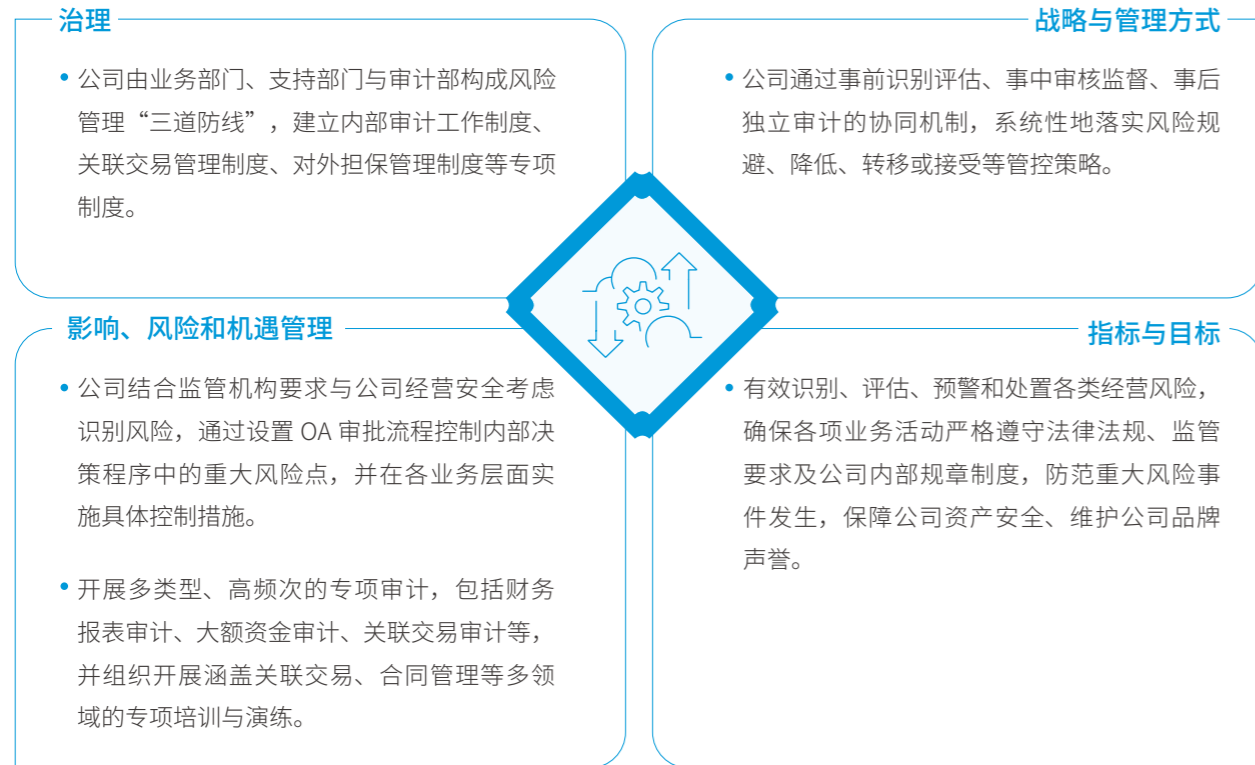 治理
• 公司由业务部门、支持部门与审计部构成风险
管理“三道防线”，建立内部审计工作制度、
关联交易管理制度、对外担保管理制度等专项
制度。
战略与管理方式
• 公司通过事前识别评估、事中审核监督、事后
独立审计的协同机制，系统性地落实风险规
避、降低、转移或接受等管控策略。
影响、风险和机遇管理
• 公司结合监管机构要求与公司经营安全考虑
识别风险，通过设置 OA 审批流程控制内部决
策程序中的重大风险点，并在各业务层面实
施具体控制措施。
• 开展多类型、高频次的专项审计，包括财务
报表审计、大额资金审计、关联交易审计等，
并组织开展涵盖关联交易、合同管理等多领
域的专项培训与演练。
指标与目标
• 有效识别、评估、预警和处置各类经营风险，
确保各项业务活动严格遵守法律法规、监管
要求及公司内部规章制度，防范重大风险事
件发生，保障公司资产安全、维护公司品牌
声誉。